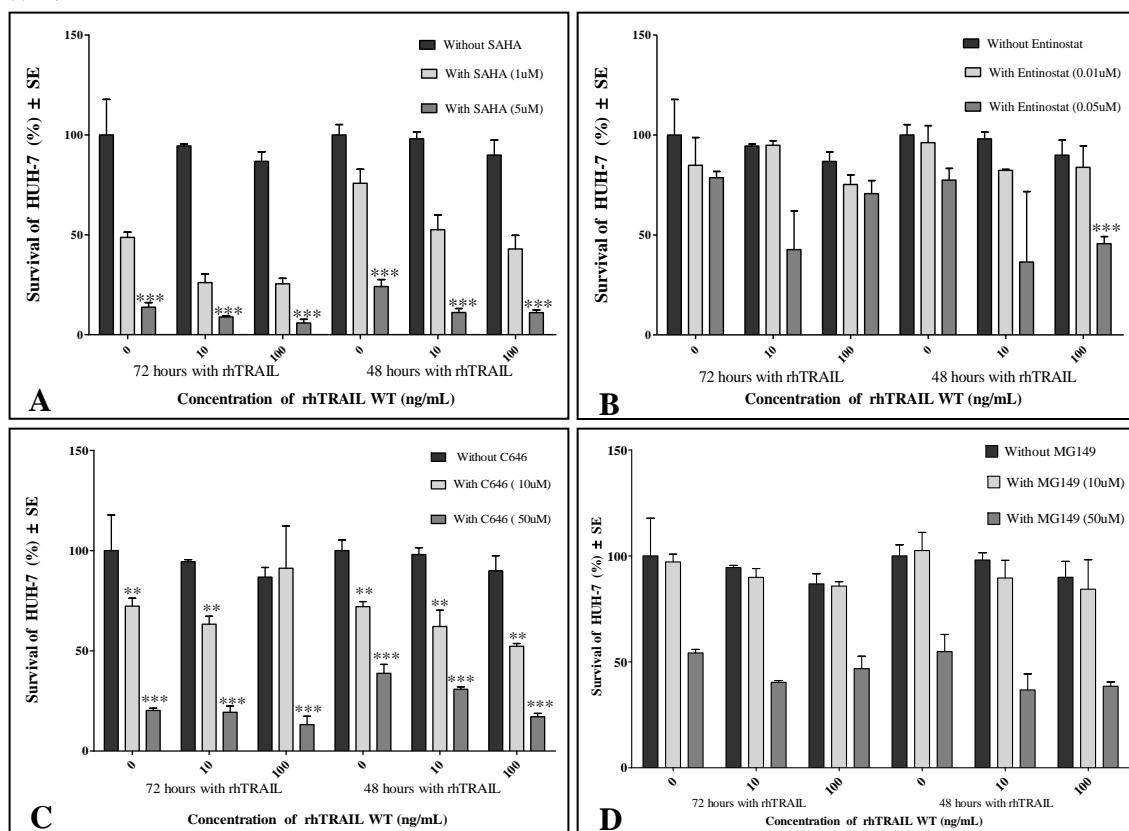 150
100
50
0
Survival of HUH-7 (%) ± SE
Without SAHA
With SAHA (1uM)
With SAHA (5uM)
*** *** *** *** *** ***
0 10 100 0 10 100
72 hours with rhTRAIL 48 hours with rhTRAIL
Concentration of rhTRAIL WT (ng/mL)
A
150
100
50
0
Survival of HUH-7 (%) ± SE
Without Entinostat
With Entinostat (0.01uM)
With Entinostat (0.05uM)
***
0 10 100 0 10 100
72 hours with rhTRAIL 48 hours with rhTRAIL
Concentration of rhTRAIL WT (ng/mL)
B
150
100
50
0
Survival of HUH-7 (%) ± SE
Without C646
With C646 ( 10uM)
With C646 ( 50uM)
** ** ** ** **
*** *** *** *** *** ***
0 10 100 0 10 100
72 hours with rhTRAIL 48 hours with rhTRAIL
Concentration of rhTRAIL WT (ng/mL)
C
150
100
50
0
Survival of HUH-7 (%) ± SE
Without MG149
With MG149 (10uM)
With MG149 (50uM)
0 10 100 0 10 100
72 hours with rhTRAIL 48 hours with rhTRAIL
Concentration of rhTRAIL WT (ng/mL)
D